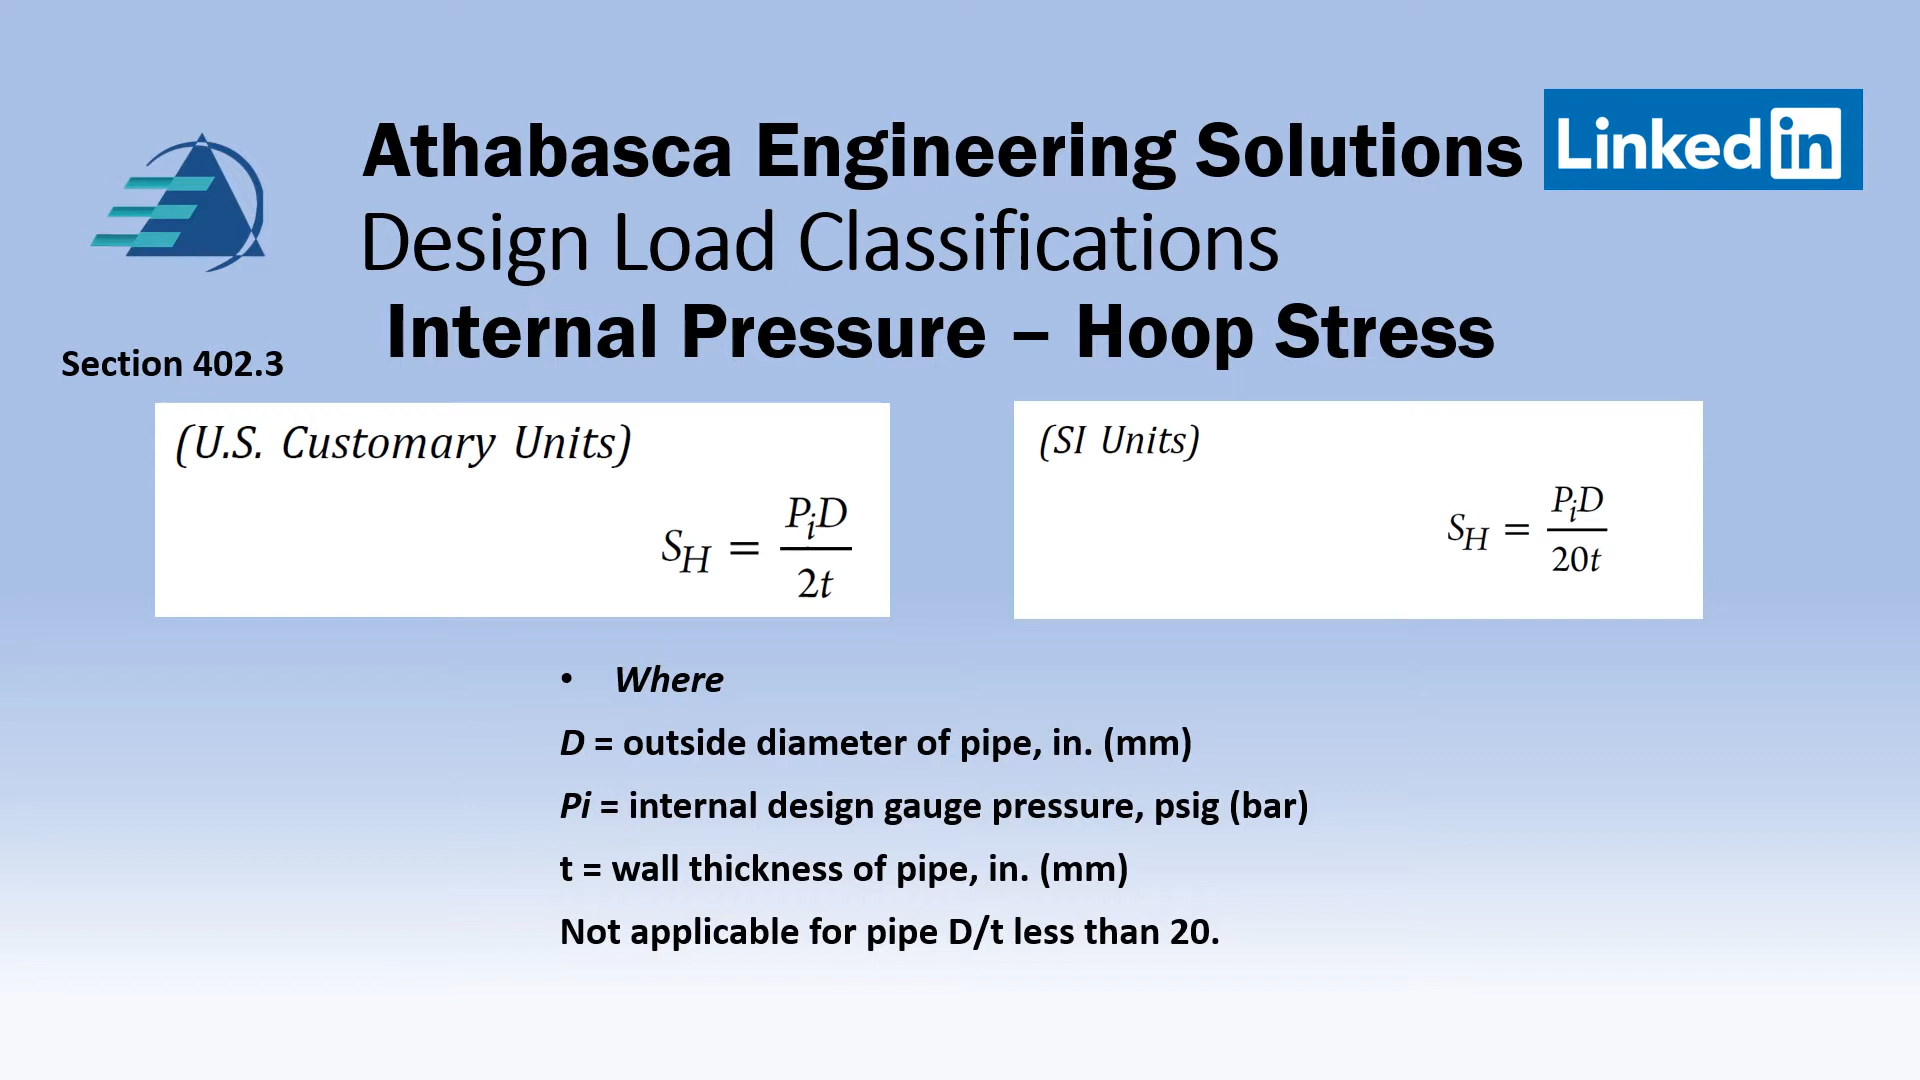 Athabasca Engineering Solutions
Linked in
Design Load Classifications
Internal Pressure – Hoop Stress
Section 402.3
(U.S. Customary Units)
S_H = P_iD / 2t
(SI Units)
S_H = P_iD / 20t
• Where
D = outside diameter of pipe, in. (mm)
Pi = internal design gauge pressure, psig (bar)
t = wall thickness of pipe, in. (mm)
Not applicable for pipe D/t less than 20.